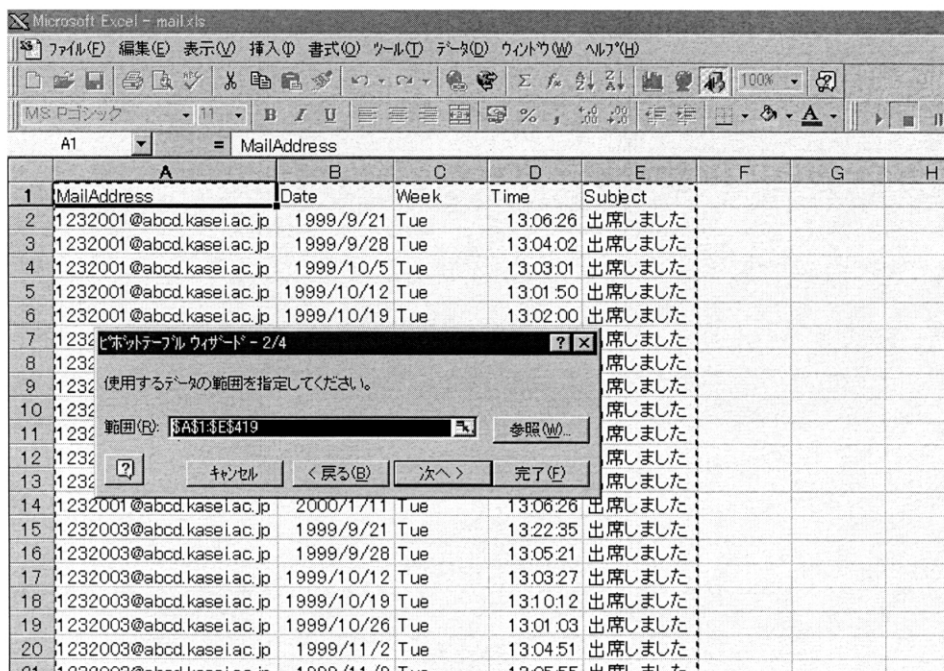 Microsoft Excel - mail.xls
ファイル(F) 編集(E) 表示(V) 挿入(I) 書式(O) ツール(T) データ(D) ウィンドウ(W) ヘルプ(H)
100%
MS Pゴシック 11 B I U
A1 = MailAddress
A B C D E F G H
1 MailAddress Date Week Time Subject
2 1232001@abcd.kasei.ac.jp 1999/9/21 Tue 13:06:26 出席しました
3 1232001@abcd.kasei.ac.jp 1999/9/28 Tue 13:04:02 出席しました
4 1232001@abcd.kasei.ac.jp 1999/10/5 Tue 13:03:01 出席しました
5 1232001@abcd.kasei.ac.jp 1999/10/12 Tue 13:01:50 出席しました
6 1232001@abcd.kasei.ac.jp 1999/10/19 Tue 13:02:00 出席しました
7 1232 席しました
8 1232 席しました
9 1232 席しました
10 1232 席しました
11 1232 席しました
12 1232 席しました
13 1232 席しました
ピボットテーブル ウィザード - 2/4
使用するデータの範囲を指定してください。
範囲(R): $A$1:$E$419 参照(W)...
キャンセル < 戻る(B) 次へ > 完了(F)
14 1232001@abcd.kasei.ac.jp 2000/1/11 Tue 13:06:26 出席しました
15 1232003@abcd.kasei.ac.jp 1999/9/21 Tue 13:22:35 出席しました
16 1232003@abcd.kasei.ac.jp 1999/9/28 Tue 13:05:21 出席しました
17 1232003@abcd.kasei.ac.jp 1999/10/12 Tue 13:03:27 出席しました
18 1232003@abcd.kasei.ac.jp 1999/10/19 Tue 13:10:12 出席しました
19 1232003@abcd.kasei.ac.jp 1999/10/26 Tue 13:01:03 出席しました
20 1232003@abcd.kasei.ac.jp 1999/11/2 Tue 13:04:51 出席しました